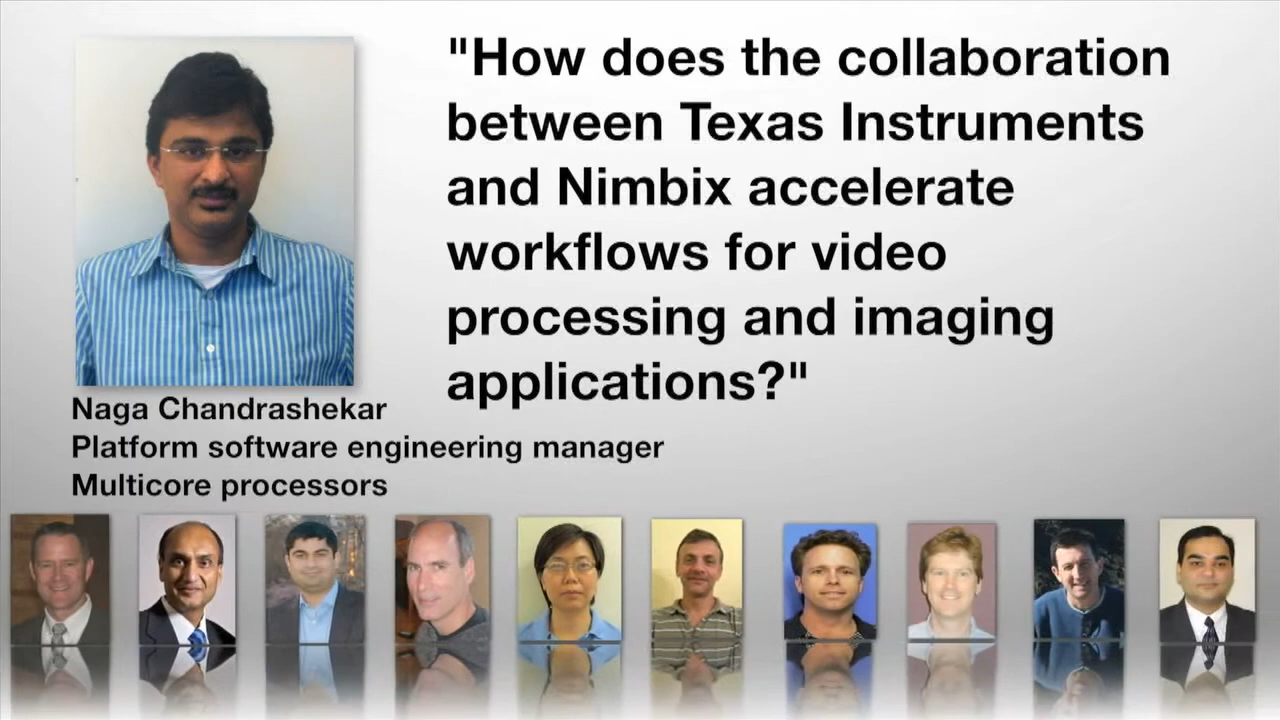 "How does the collaboration
between Texas Instruments
and Nimbix accelerate
workflows for video
processing and imaging
applications?"
Naga Chandrashekar
Platform software engineering manager
Multicore processors